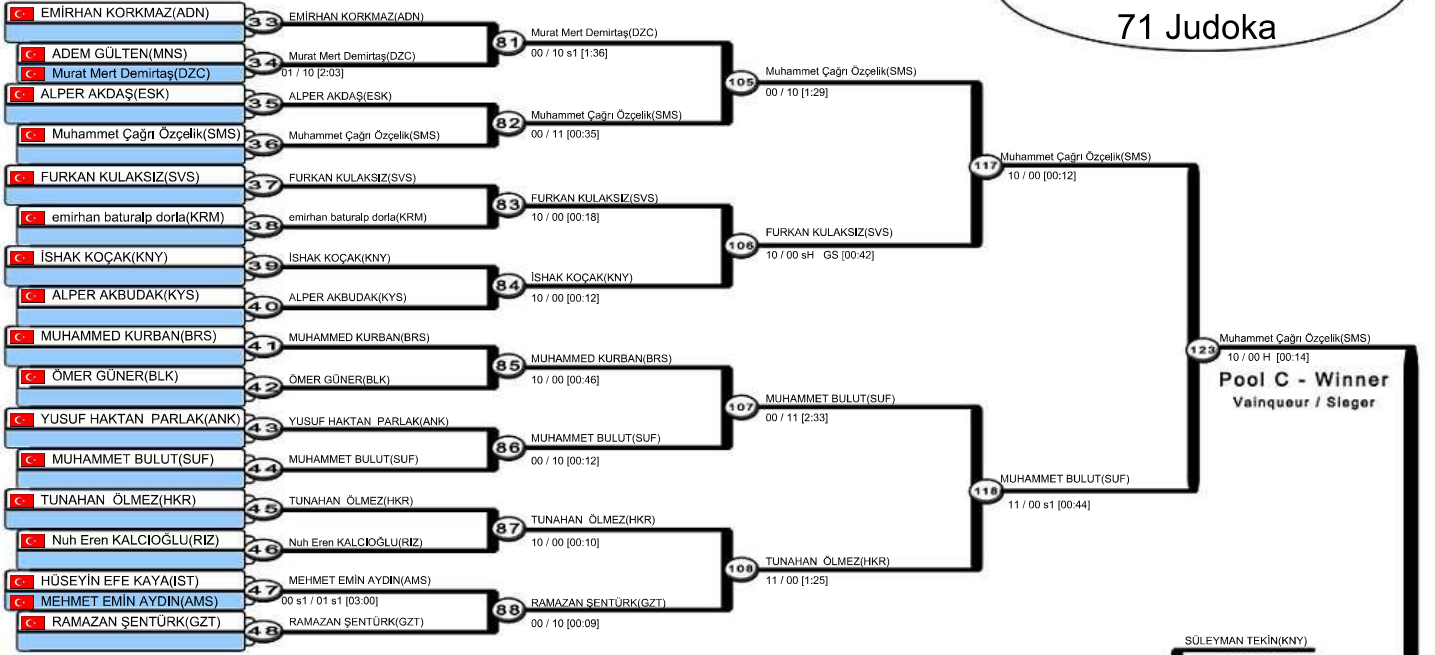 71 Judoka
EMİRHAN KORKMAZ(ADN)
ADEM GÜLTEN(MNS)
Murat Mert Demirtaş(DZC)
ALPER AKDAŞ(ESK)
Muhammet Çağrı Özçelik(SMS)
FURKAN KULAKSIZ(SVS)
emirhan baturalp dorla(KRM)
İSHAK KOÇAK(KNY)
ALPER AKBUDAK(KYS)
MUHAMMED KURBAN(BRS)
ÖMER GÜNER(BLK)
YUSUF HAKTAN PARLAK(ANK)
MUHAMMET BULUT(SUF)
TUNAHAN ÖLMEZ(HKR)
Nuh Eren KALCIOĞLU(RIZ)
HÜSEYİN EFE KAYA(IST)
MEHMET EMİN AYDIN(AMS)
RAMAZAN ŞENTÜRK(GZT)
33
EMİRHAN KORKMAZ(ADN)
34
Murat Mert Demirtaş(DZC)
01 / 10 [2:03]
35
ALPER AKDAŞ(ESK)
36
Muhammet Çağrı Özçelik(SMS)
37
FURKAN KULAKSIZ(SVS)
38
emirhan baturalp dorla(KRM)
39
İSHAK KOÇAK(KNY)
40
ALPER AKBUDAK(KYS)
41
MUHAMMED KURBAN(BRS)
42
ÖMER GÜNER(BLK)
43
YUSUF HAKTAN PARLAK(ANK)
44
MUHAMMET BULUT(SUF)
45
TUNAHAN ÖLMEZ(HKR)
46
Nuh Eren KALCIOĞLU(RIZ)
47
MEHMET EMİN AYDIN(AMS)
00 s1 / 01 s1 [03:00]
48
RAMAZAN ŞENTÜRK(GZT)
81
Murat Mert Demirtaş(DZC)
00 / 10 s1 [1:36]
82
Muhammet Çağrı Özçelik(SMS)
00 / 11 [00:35]
83
FURKAN KULAKSIZ(SVS)
10 / 00 [00:18]
84
İSHAK KOÇAK(KNY)
10 / 00 [00:12]
85
MUHAMMED KURBAN(BRS)
10 / 00 [00:46]
86
MUHAMMET BULUT(SUF)
00 / 10 [00:12]
87
TUNAHAN ÖLMEZ(HKR)
10 / 00 [00:10]
88
RAMAZAN ŞENTÜRK(GZT)
00 / 10 [00:09]
105
Muhammet Çağrı Özçelik(SMS)
00 / 10 [1:29]
106
FURKAN KULAKSIZ(SVS)
10 / 00 sH GS [00:42]
107
MUHAMMET BULUT(SUF)
00 / 11 [2:33]
108
TUNAHAN ÖLMEZ(HKR)
11 / 00 [1:25]
117
Muhammet Çağrı Özçelik(SMS)
10 / 00 [00:12]
118
MUHAMMET BULUT(SUF)
11 / 00 s1 [00:44]
123
Muhammet Çağrı Özçelik(SMS)
10 / 00 H [00:14]
Pool C - Winner
Vainqueur / Sieger
SÜLEYMAN TEKİN(KNY)